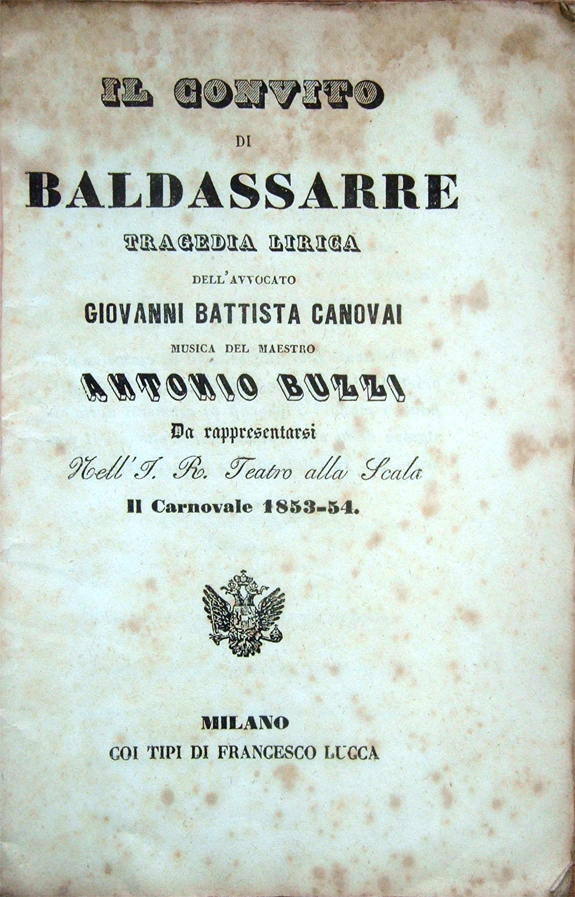 IL CONVITO
DI
BALDASSARRE
TRAGEDIA LIRICA
DELL'AVVOCATO
GIOVANNI BATTISTA CANOVAI
MUSICA DEL MAESTRO
ANTONIO BUZZI
Da rappresentarsi
Nell' I. R. Teatro alla Scala
Il Carnovale 1853-54.
MILANO
COI TIPI DI FRANCESCO LUCCA